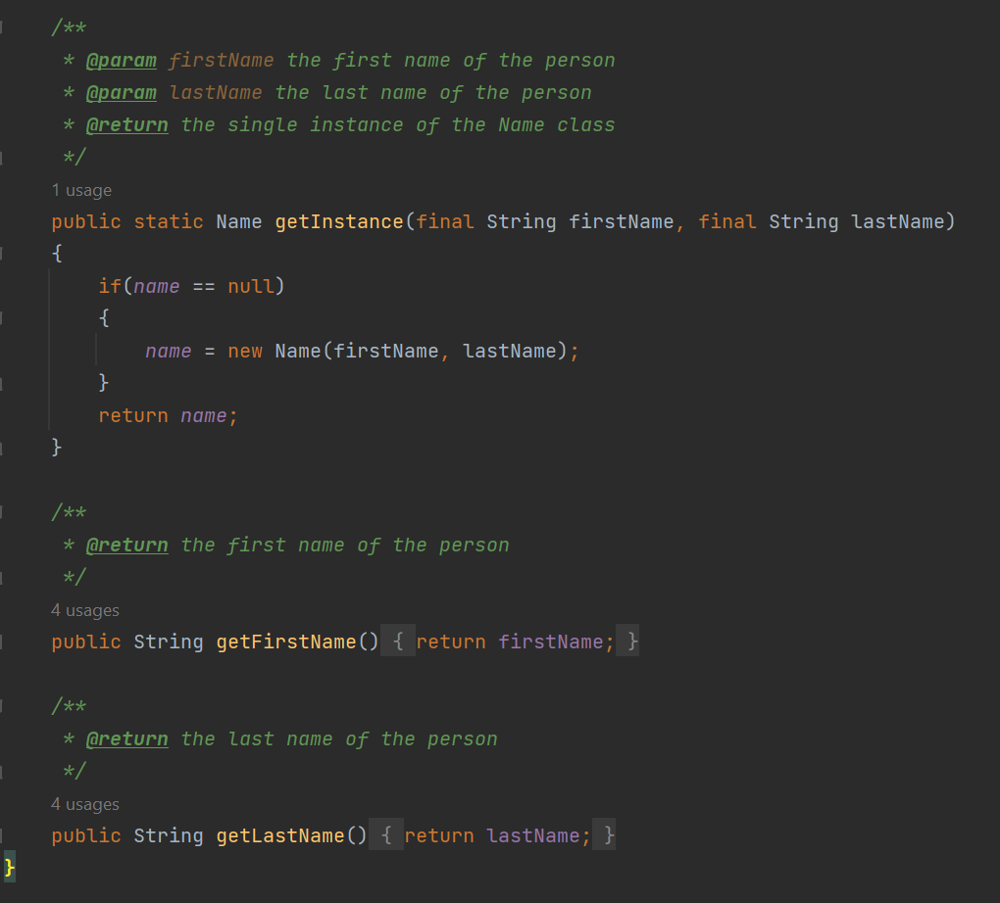 /**
 * @param firstName the first name of the person
 * @param lastName the last name of the person
 * @return the single instance of the Name class
 */
1 usage
public static Name getInstance(final String firstName, final String lastName)
{
    if(name == null)
    {
        name = new Name(firstName, lastName);
    }
    return name;
}
/**
 * @return the first name of the person
 */
4 usages
public String getFirstName() { return firstName; }
/**
 * @return the last name of the person
 */
4 usages
public String getLastName() { return lastName; }
}